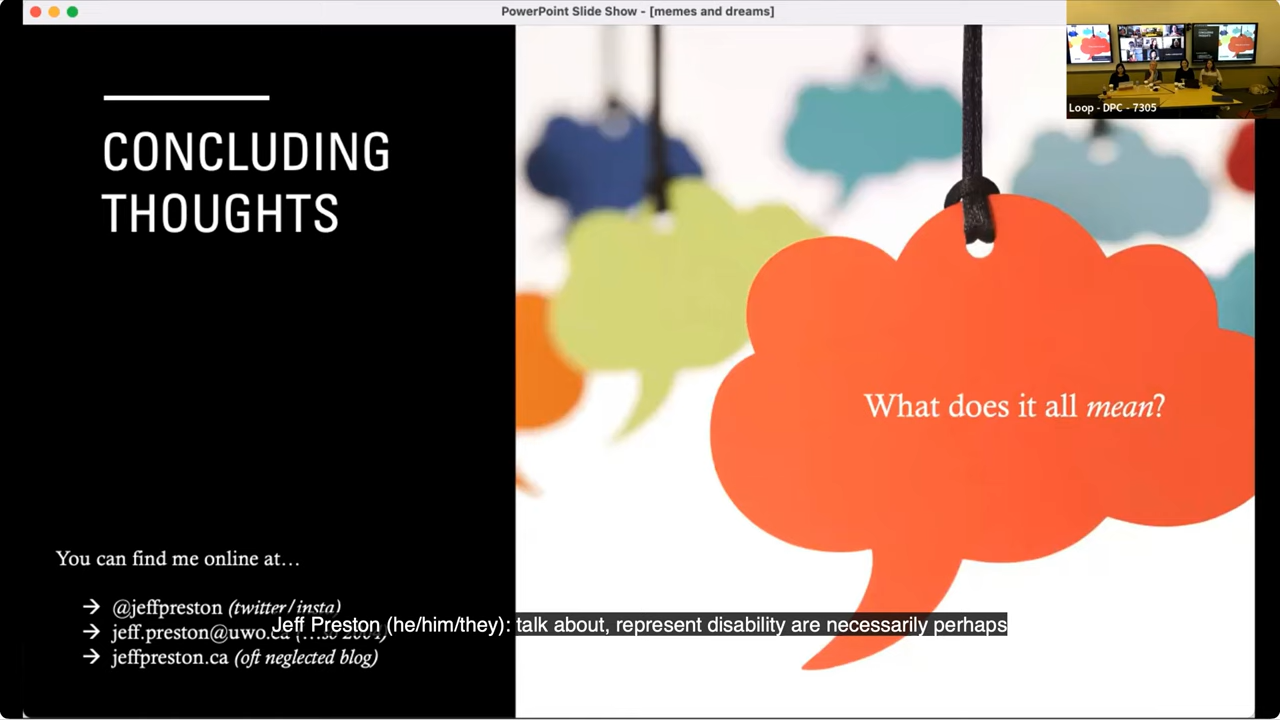 PowerPoint Slide Show - [memes and dreams]
Loop - DPC - 7305
CONCLUDING
THOUGHTS
What does it all mean?
You can find me online at…
→ @jeffpreston (twitter/insta)
→ jeff.preston@uwo.ca (…so 2001)
Jeff Preston (he/him/they): talk about, represent disability are necessarily perhaps
→ jeffpreston.ca (oft neglected blog)